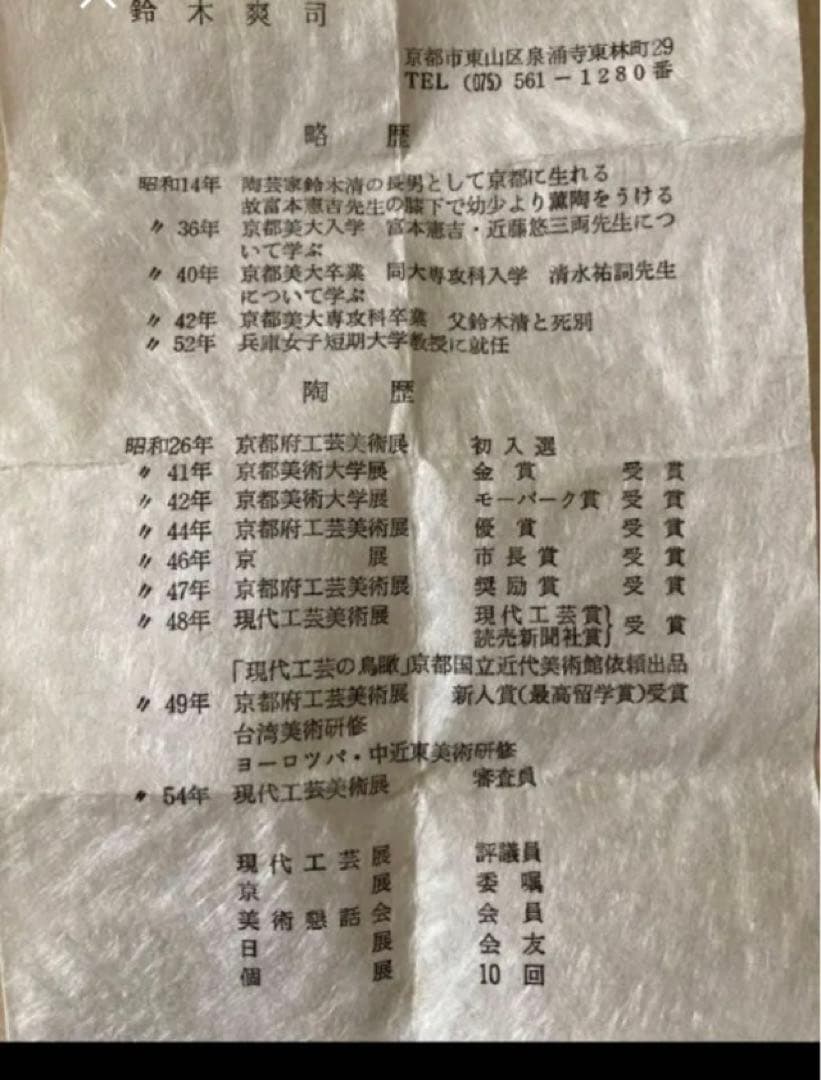 鈴木爽司
京都市東山区泉涌寺東林町29
TEL (075) 561-1280番
略歴
昭和14年 陶芸家鈴木清の長男として京都に生れる
故富本憲吉先生の膝下で幼少より薫陶をうける
〃 36年 京都美大入学 富本憲吉・近藤悠三両先生につ
いて学ぶ
〃 40年 京都美大卒業 同大専攻科入学 清水祐詞先生
について学ぶ
〃 42年 京都美大専攻科卒業 父鈴木清と死別
〃 52年 兵庫女子短期大学教授に就任
陶歴
昭和26年 京都府工芸美術展 初入選
〃 41年 京都美術大学展 金賞 受賞
〃 42年 京都美術大学展 モーパーク賞 受賞
〃 44年 京都府工芸美術展 優賞 受賞
〃 46年 京展 市長賞 受賞
〃 47年 京都府工芸美術展 奨励賞 受賞
〃 48年 現代工芸美術展 現代工芸賞} 受賞
読売新聞社賞}
「現代工芸の鳥瞰」京都国立近代美術館依頼出品
〃 49年 京都府工芸美術展 新人賞(最高留学賞)受賞
台湾美術研修
ヨーロツパ・中近東美術研修
〃 54年 現代工芸美術展 審査員
現代工芸展 評議員
京展 委嘱
美術懇話会 会員
日展 会友
個展 10回